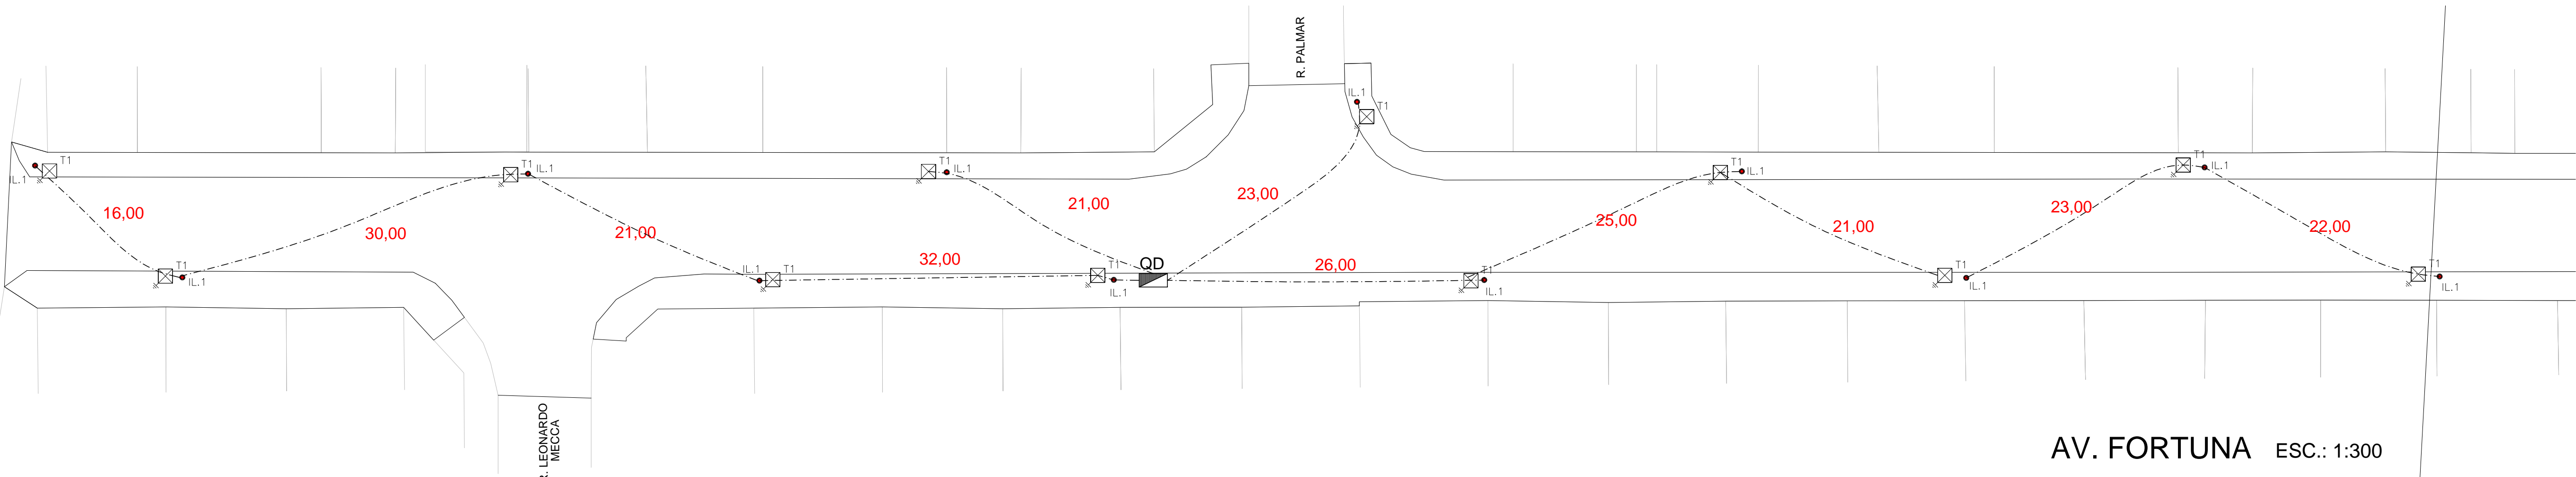 R. PALMAR
IL.1
T1
T1
IL.1
T1
IL.1
T1
IL.1
T1
IL.1
T1
IL.1
16,00
30,00
21,00
21,00
23,00
25,00
21,00
23,00
22,00
T1
IL.1
IL.1
T1
32,00
T1
IL.1
QD
26,00
T1
IL.1
T1
IL.1
T1
IL.1
R. LEONARDO
MECCA
AV. FORTUNA ESC.: 1:300